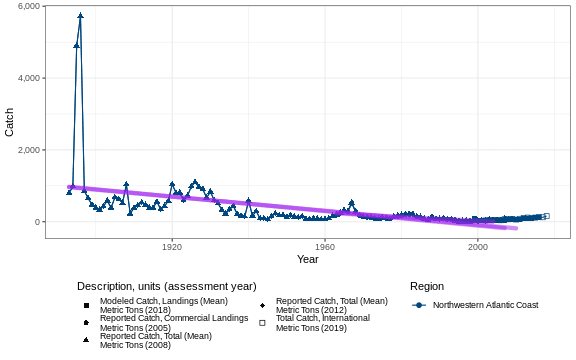 6,000
4,000
2,000
0
Catch
1920
1960
2000
Year
Description, units (assessment year)
Modeled Catch, Landings (Mean)
Metric Tons (2018)
Reported Catch, Commercial Landings
Metric Tons (2005)
Reported Catch, Total (Mean)
Metric Tons (2008)
Reported Catch, Total (Mean)
Metric Tons (2012)
Total Catch, International
Metric Tons (2019)
Region
Northwestern Atlantic Coast